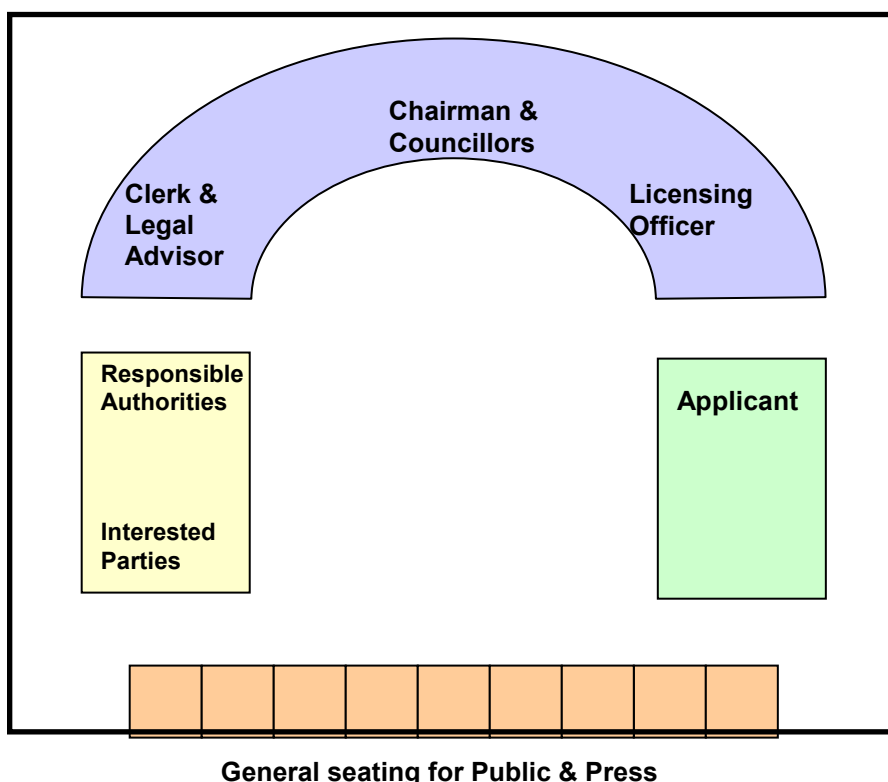 Chairman &
Councillors
Clerk &
Legal
Advisor
Licensing
Officer
Responsible
Authorities
Interested
Parties
Applicant
General seating for Public & Press